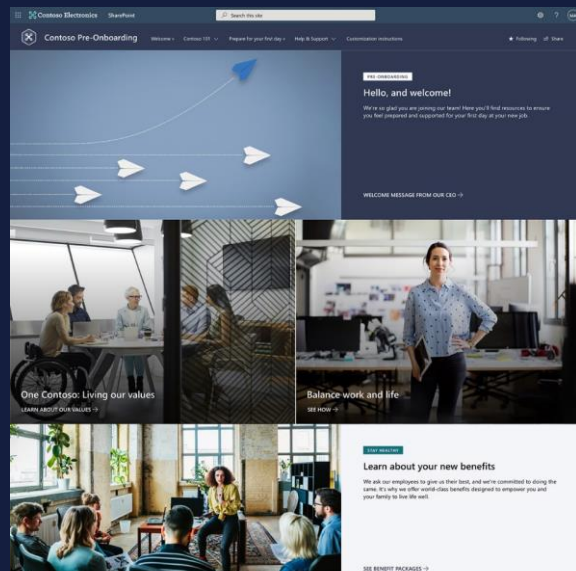 Contoso Electronics SharePoint Search this site
Contoso Pre-Onboarding Welcome Contoso 101 Prepare for your first day Help & Support Customization instructions Following Share
PRE-ONBOARDING
Hello, and welcome!
We're so glad you are joining our team! Here you'll find resources to ensure
you feel prepared and supported for your first day at your new job.
WELCOME MESSAGE FROM OUR CEO →
One Contoso: Living our values
LEARN ABOUT OUR VALUES →
Balance work and life
SEE HOW →
STAY HEALTHY
Learn about your new benefits
We ask our employees to give us their best, and we're committed to doing the
same. It's why we offer world-class benefits designed to empower you and
your family to live life well.
SEE BENEFIT PACKAGES →